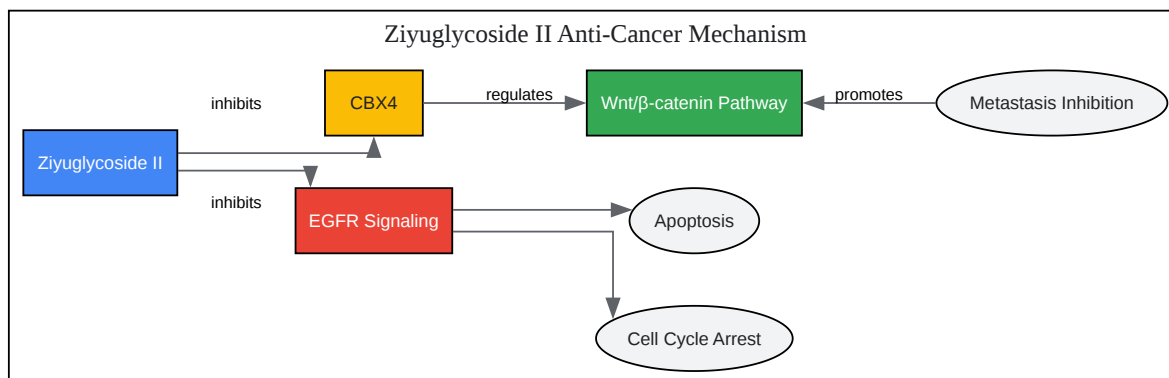 Ziyuglycoside II Anti-Cancer Mechanism
inhibits
CBX4
regulates
Wnt/β-catenin Pathway
promotes
Metastasis Inhibition
Ziyuglycoside II
inhibits
EGFR Signaling
Apoptosis
Cell Cycle Arrest